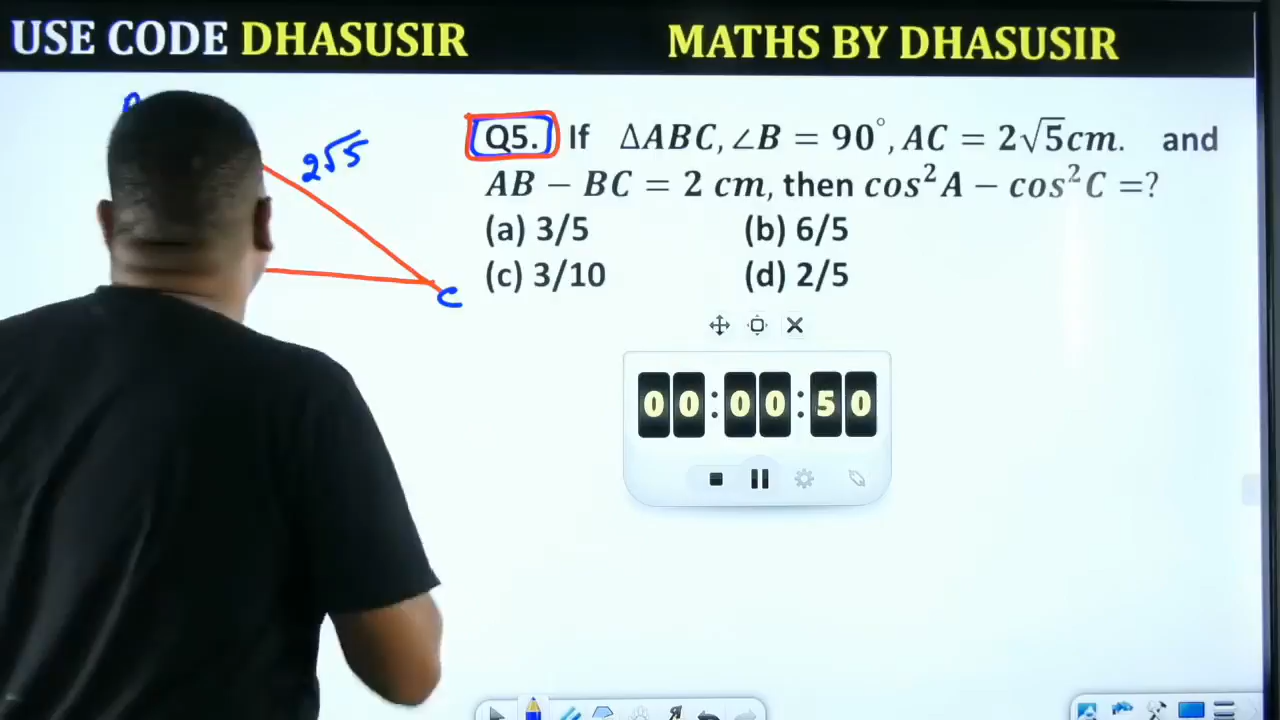 USE CODE DHASUSIR MATHS BY DHASUSIR
2√5
C
Q5. If ΔABC, ∠B = 90°, AC = 2√5cm. and
AB − BC = 2 cm, then cos²A − cos²C =?
(a) 3/5 (b) 6/5
(c) 3/10 (d) 2/5
00:00:50